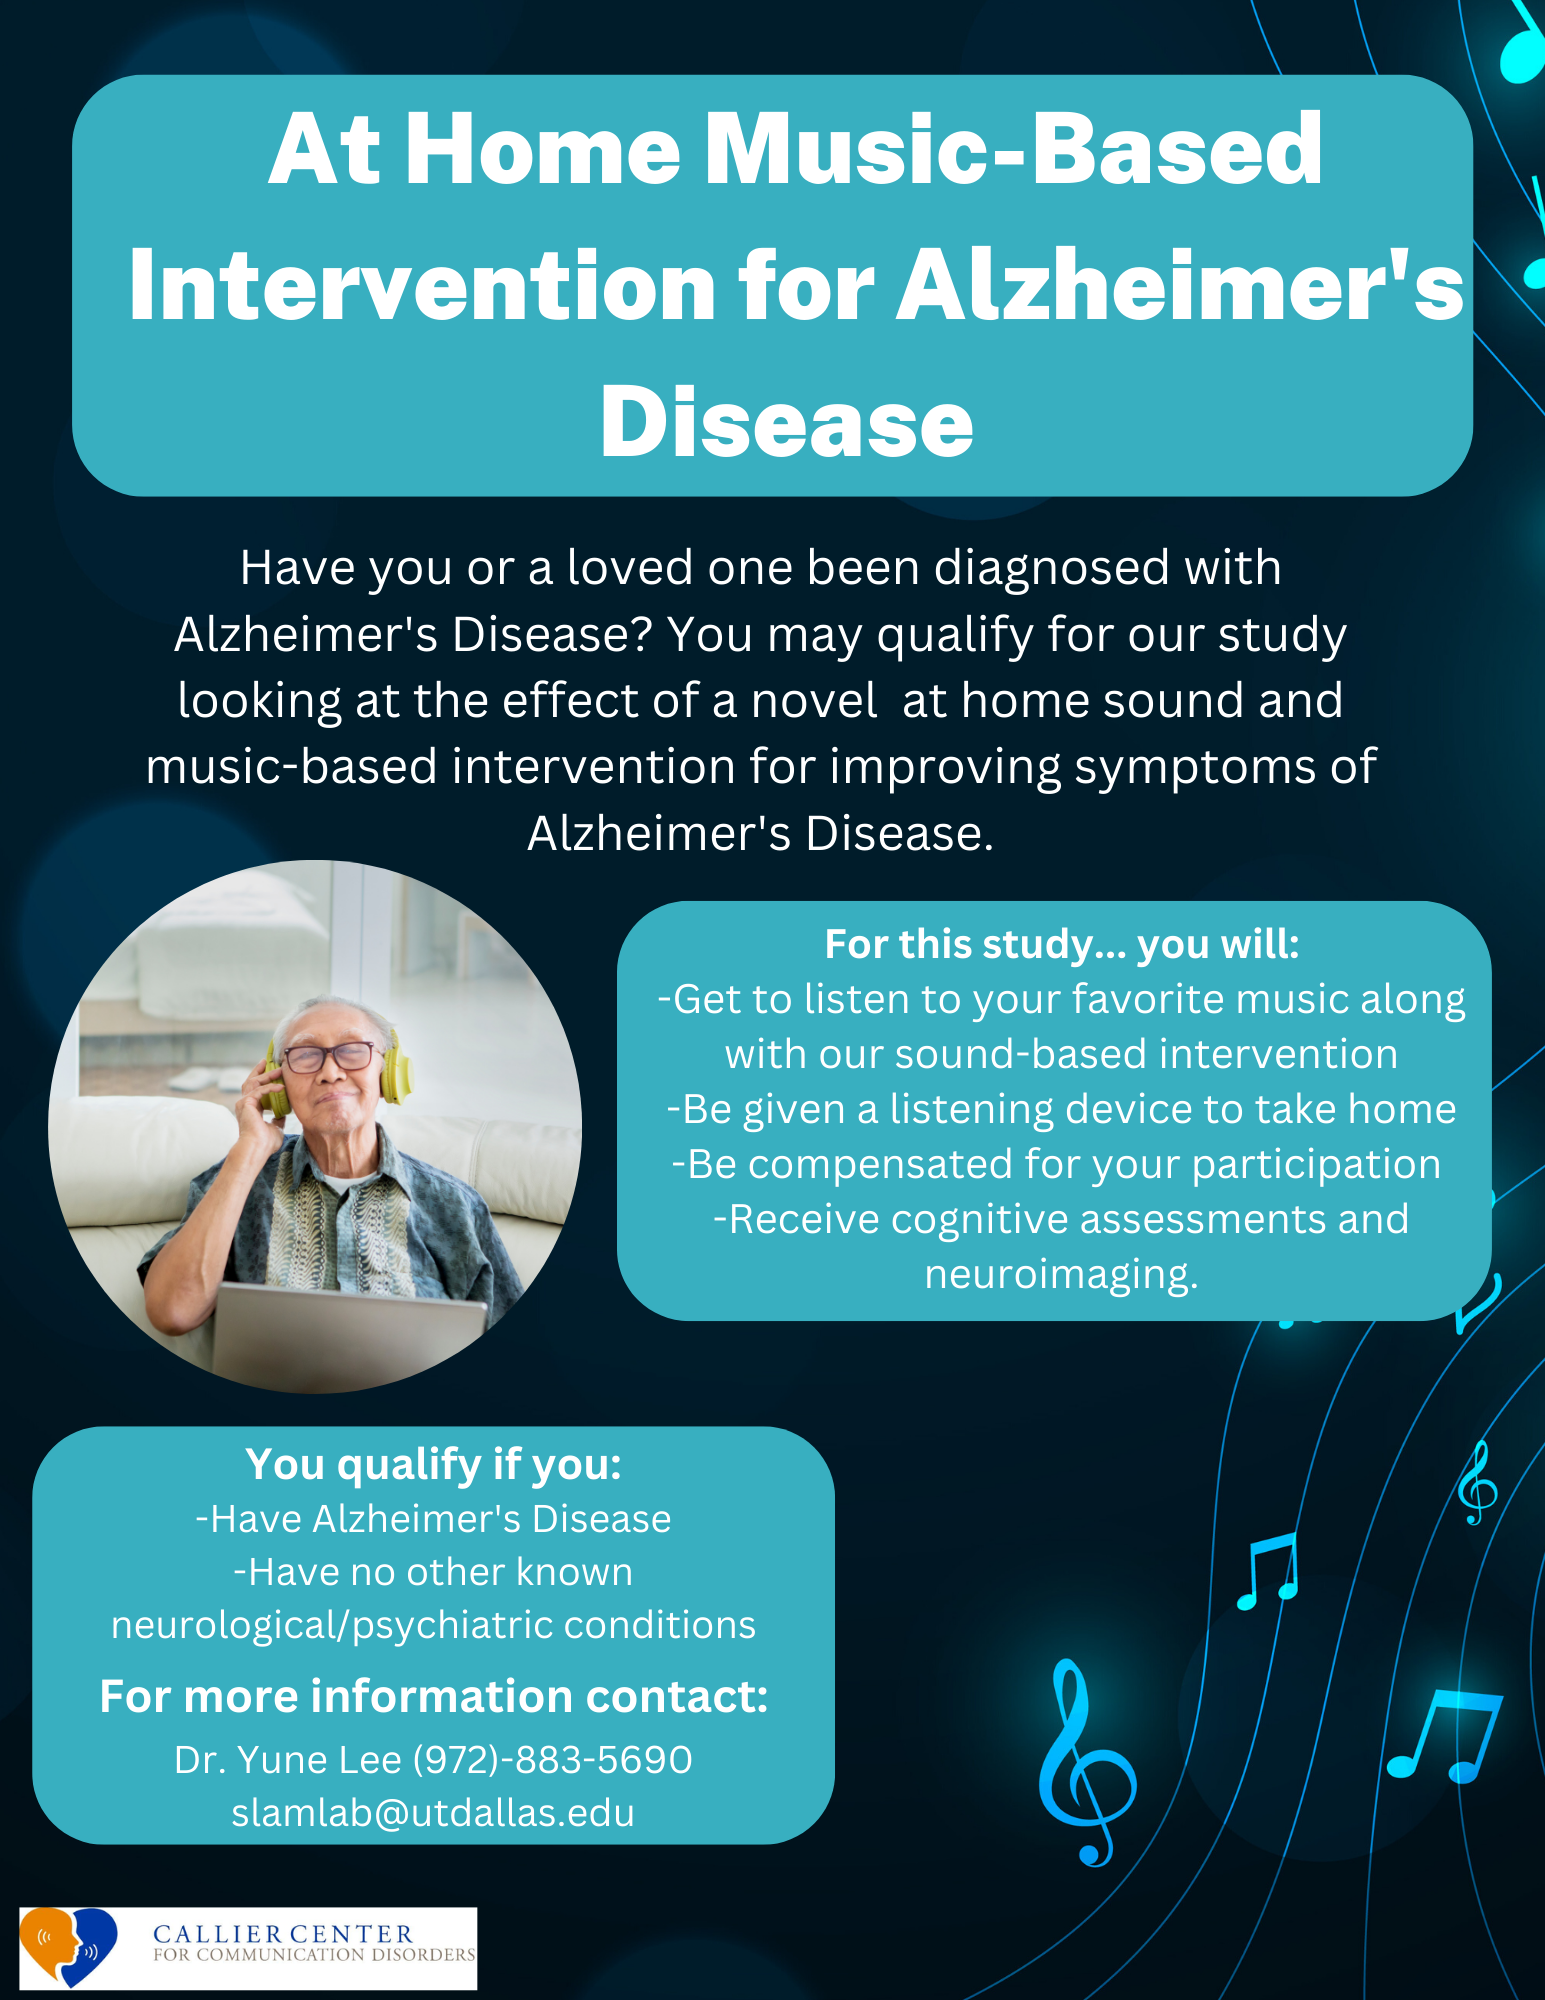 At Home Music-Based
Intervention for Alzheimer's
Disease
Have you or a loved one been diagnosed with
Alzheimer's Disease? You may qualify for our study
looking at the effect of a novel  at home sound and
music-based intervention for improving symptoms of
Alzheimer's Disease.
For this study... you will:
-Get to listen to your favorite music along
with our sound-based intervention
-Be given a listening device to take home
-Be compensated for your participation
-Receive cognitive assessments and
neuroimaging.
You qualify if you:
-Have Alzheimer's Disease
-Have no other known
neurological/psychiatric conditions
For more information contact:
Dr. Yune Lee (972)-883-5690
slamlab@utdallas.edu
CALLIER CENTER
FOR COMMUNICATION DISORDERS